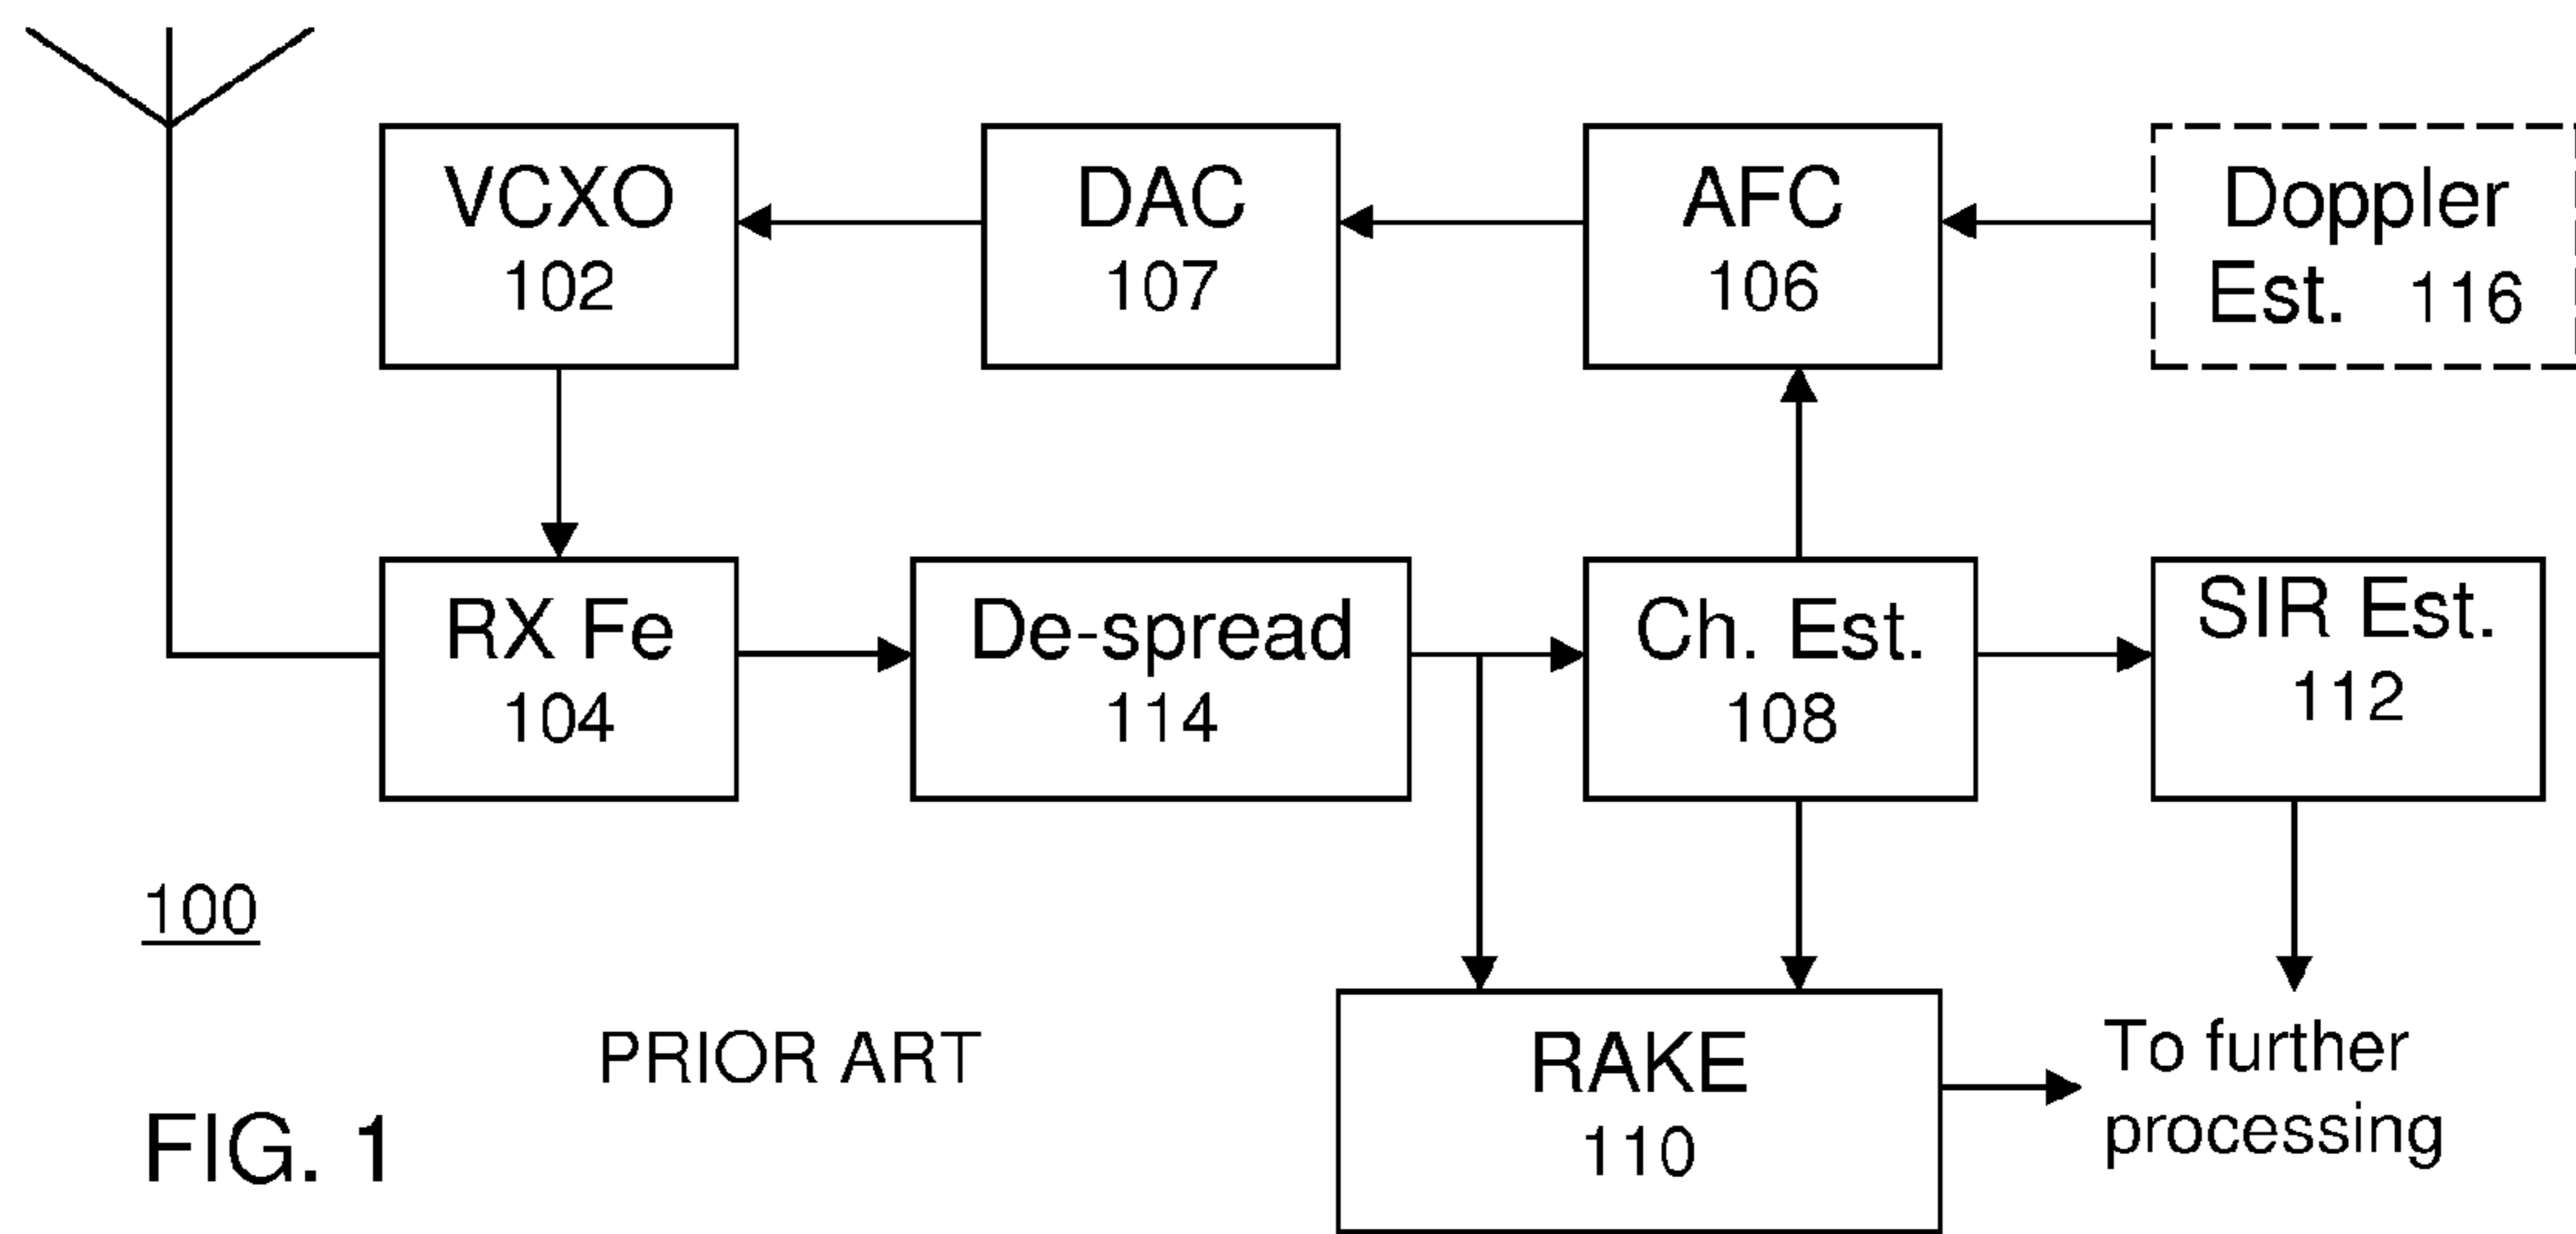 VCXO
102
DAC
107
AFC
106
Doppler
Est. 116
RX Fe
104
De-spread
114
Ch. Est.
108
SIR Est.
112
100
PRIOR ART
RAKE
110
To further
processing
FIG. 1